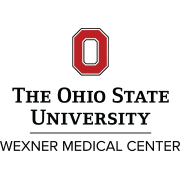 O
THE OHIO STATE
UNIVERSITY
WEXNER MEDICAL CENTER